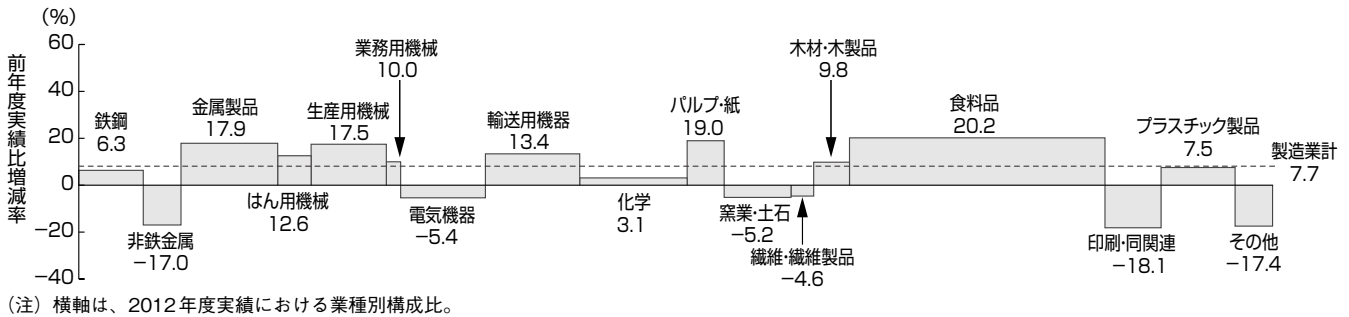 (%)
60
40
20
0
−20
−40
前年度実績比増減率
鉄鋼
6.3
非鉄金属
−17.0
金属製品
17.9
はん用機械
12.6
生産用機械
17.5
業務用機械
10.0
電気機器
−5.4
輸送用機器
13.4
化学
3.1
パルプ・紙
19.0
窯業・土石
−5.2
繊維・繊維製品
−4.6
木材・木製品
9.8
食料品
20.2
印刷・同関連
−18.1
プラスチック製品
7.5
その他
−17.4
製造業計
7.7
(注) 横軸は、2012年度実績における業種別構成比。